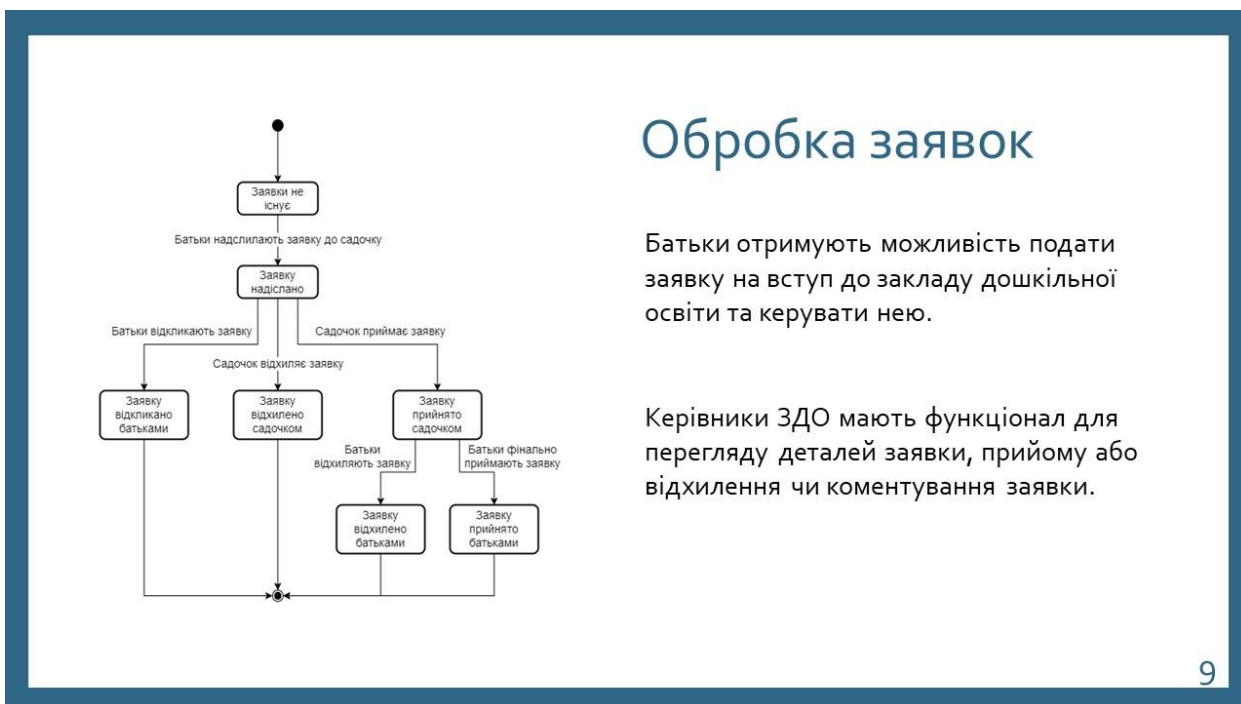 Обробка заявок
Заявки не
існує
Батьки надсилають заявку до садочку
Заявку
надіслано
Батьки відкликають заявку
Садочок приймає заявку
Садочок відхиляє заявку
Заявку
відкликано
батьками
Заявку
відхилено
садочком
Заявку
прийнято
садочком
Батьки
відхиляють заявку
Батьки фінально
приймають заявку
Заявку
відхилено
батьками
Заявку
прийнято
батьками
Батьки отримують можливість подати
заявку на вступ до закладу дошкільної
освіти та керувати нею.
Керівники ЗДО мають функціонал для
перегляду деталей заявки, прийому або
відхилення чи коментування заявки.
9